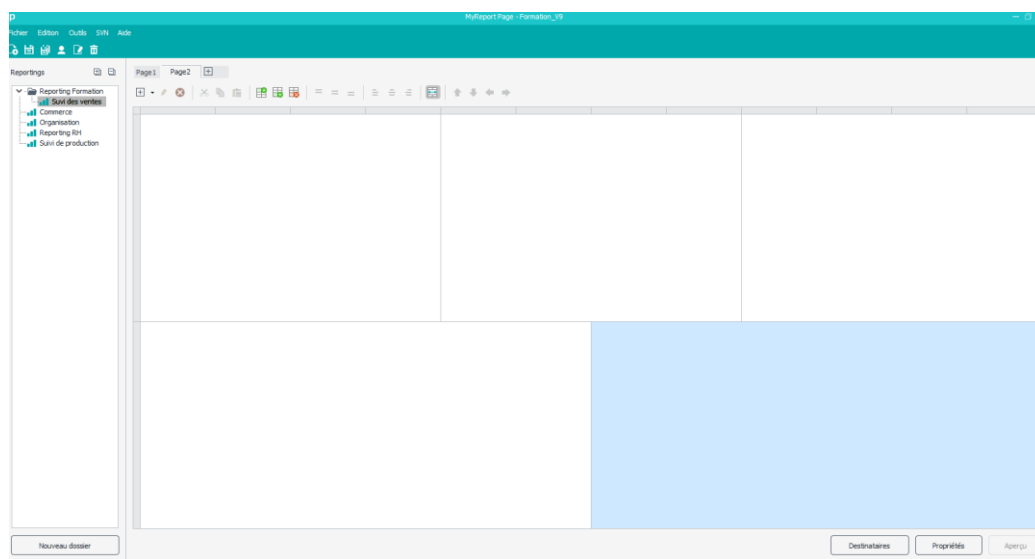 MyReport Page - Formation_V9
Fichier Edition Outils SVN Aide
Reportings
Page1 Page2
Reporting Formation
Suivi des ventes
Commerce
Organisation
Reporting RH
Suivi de production
Nouveau dossier
Destinataires
Propriétés
Aperçu